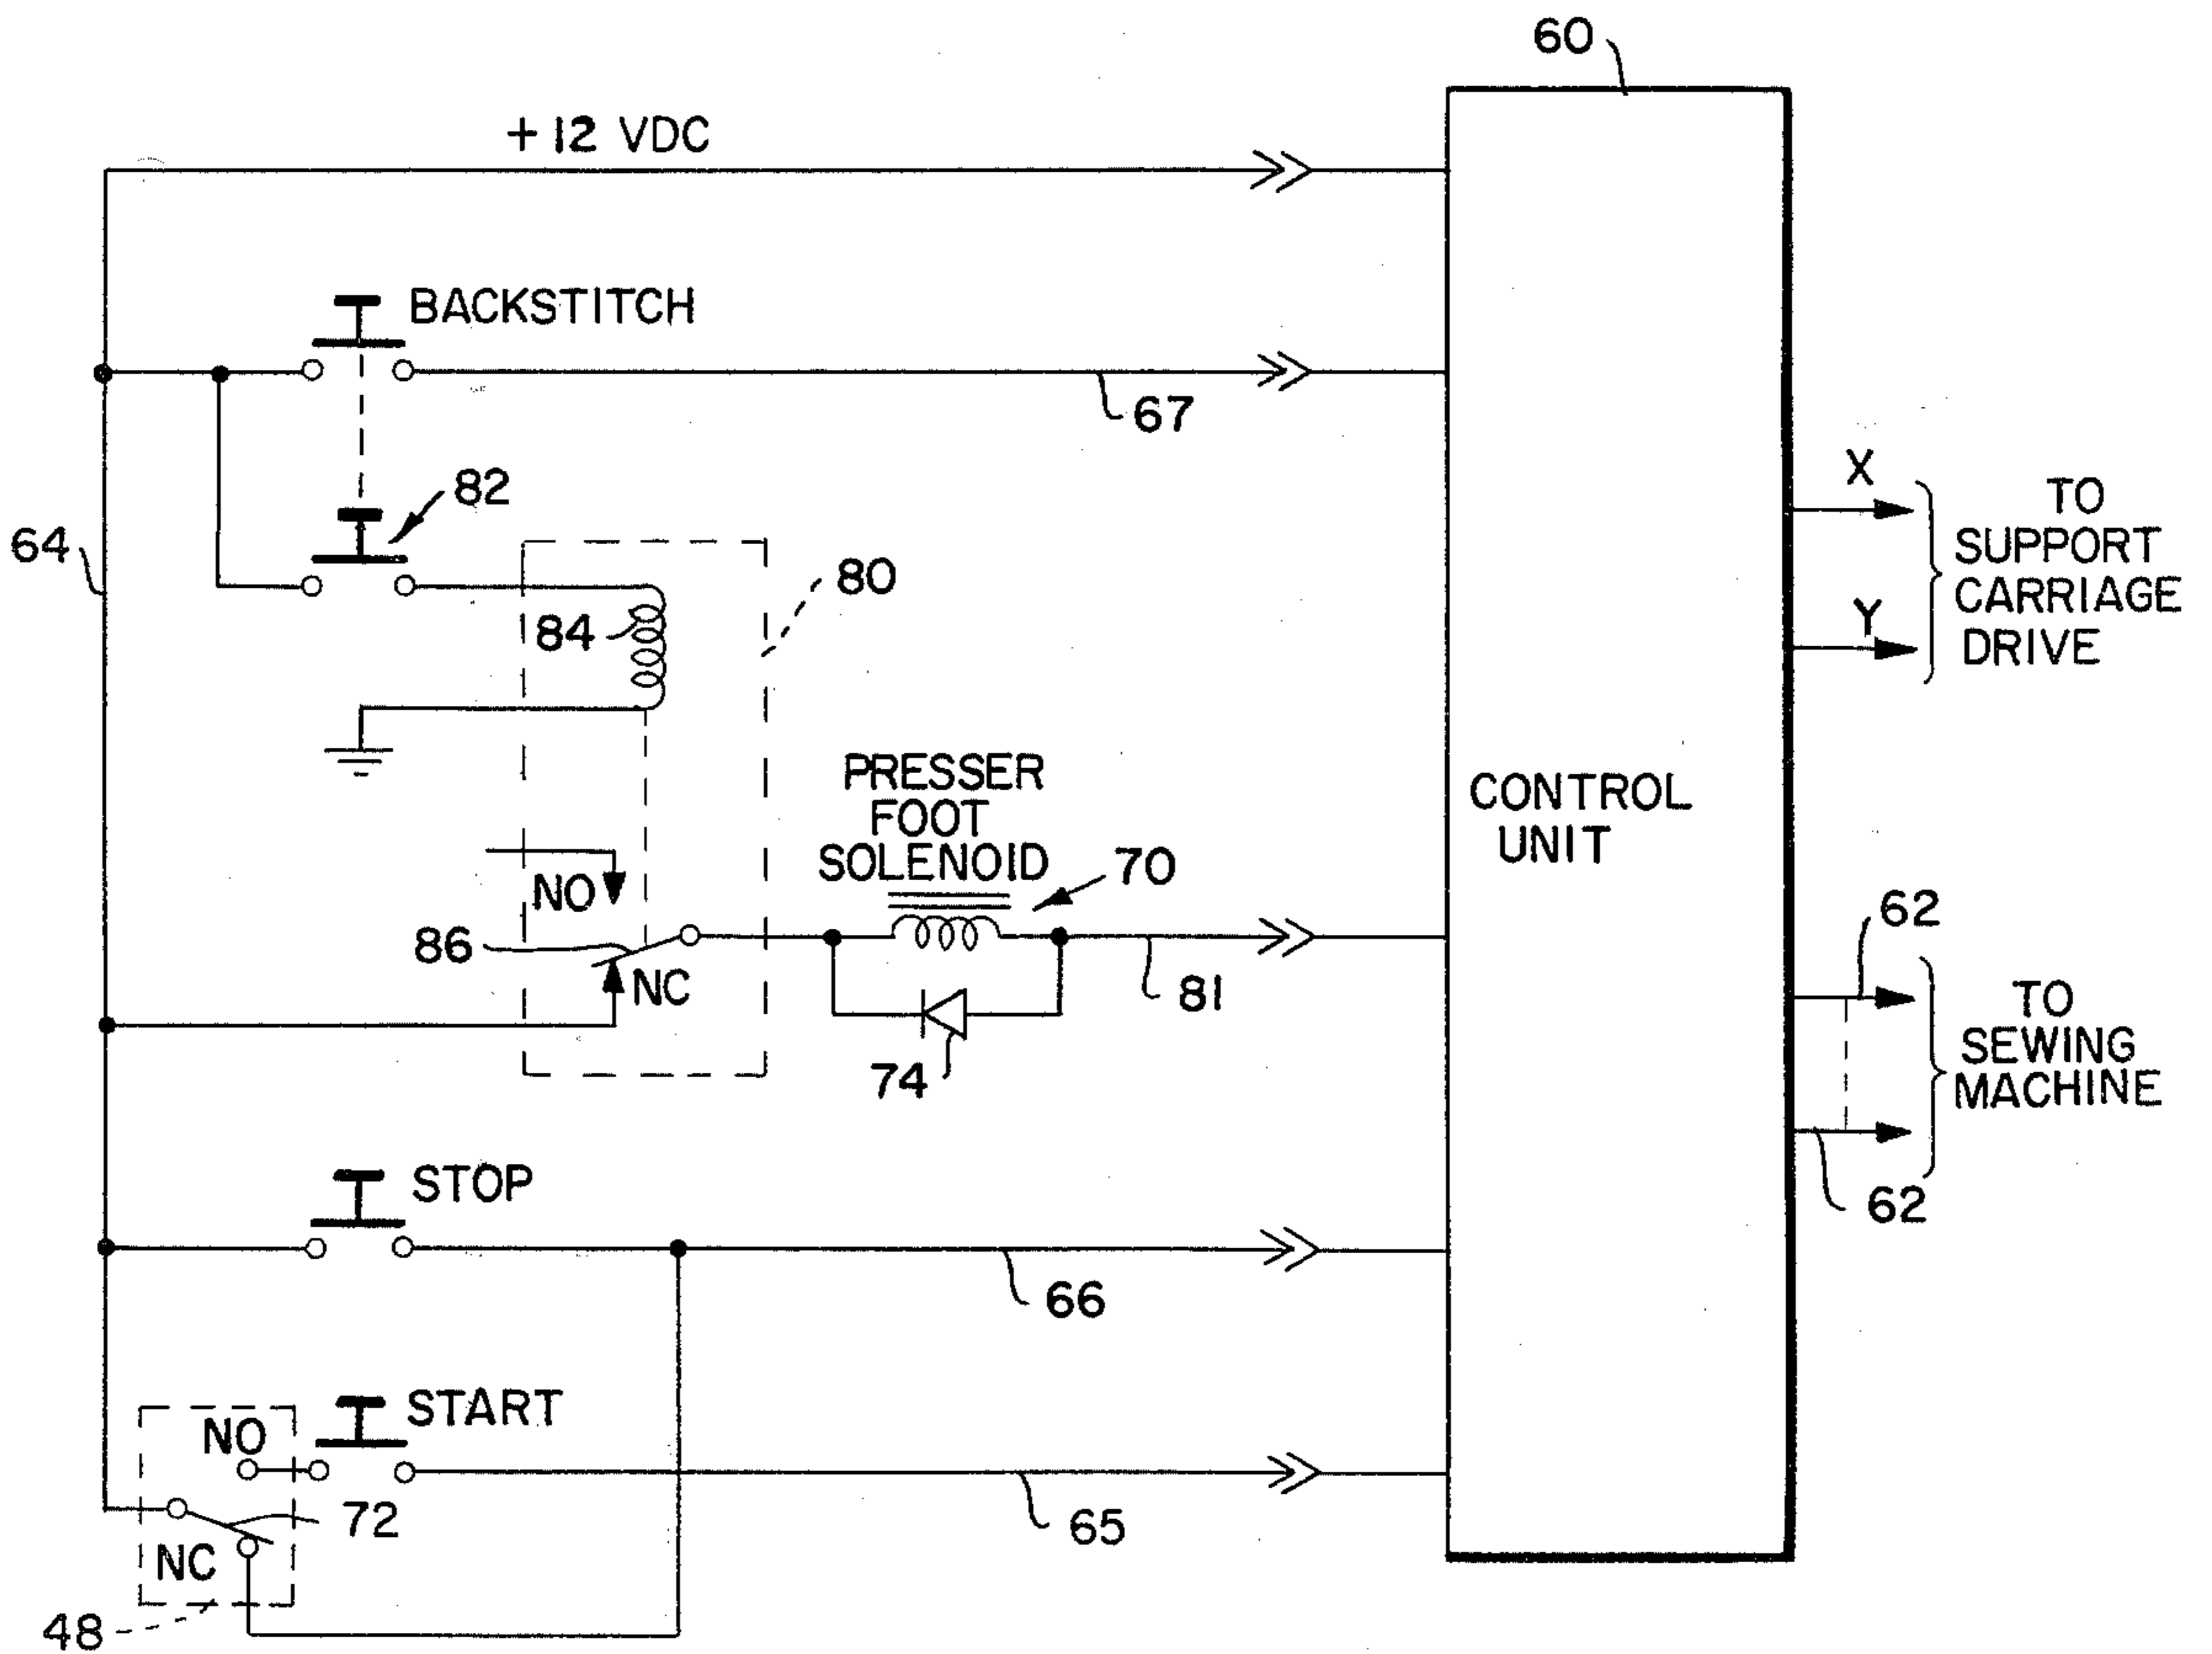 60
+12 VDC
BACKSTITCH
67
82
64
80
84
X
TO
SUPPORT
CARRIAGE
DRIVE
Y
PRESSER
FOOT
SOLENOID
70
CONTROL
UNIT
NO
86
NC
81
74
62
TO
SEWING
MACHINE
62
STOP
66
START
NO
72
65
NC
48